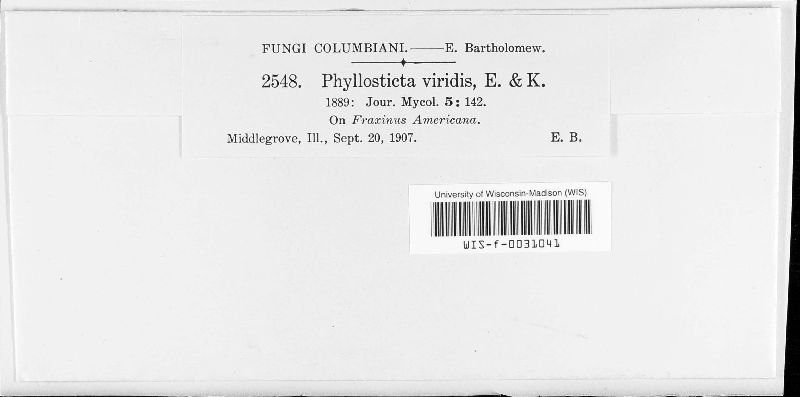 FUNGI COLUMBIANI.——E. Bartholomew.
2548. Phyllosticta viridis, E. & K.
1889: Jour. Mycol. 5: 142.
On Fraxinus Americana.
Middlegrove, Ill., Sept. 20, 1907. E. B.
University of Wisconsin-Madison (WIS)
WIS-f-0031041